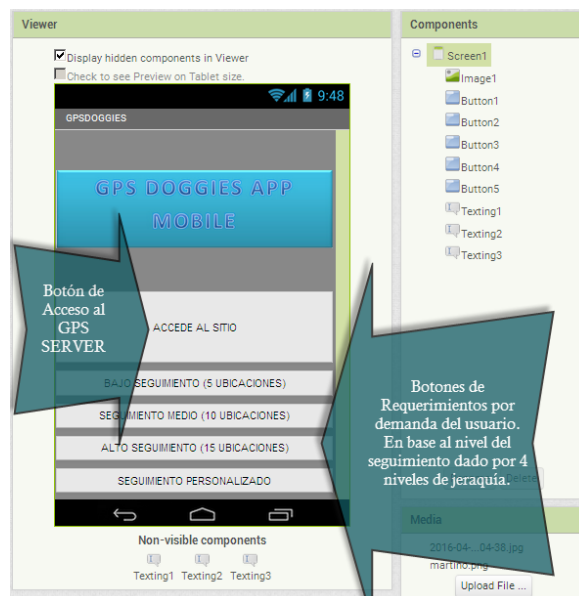 Viewer
Display hidden components in Viewer
Check to see Preview on Tablet size.
9:48
GPSDOGGIES
GPS DOGGIES APP
MOBILE
Botón de
Acceso al
GPS
SERVER
ACCEDE AL SITIO
BAJO SEGUIMIENTO (5 UBICACIONES)
SEGUIMIENTO MEDIO (10 UBICACIONES)
ALTO SEGUIMIENTO (15 UBICACIONES)
SEGUIMIENTO PERSONALIZADO
Non-visible components
Texting1 Texting2 Texting3
Components
Screen1
Image1
Button1
Button2
Button3
Button4
Button5
Texting1
Texting2
Texting3
Botones de
Requerimientos por
demanda del usuario.
En base al nivel del
seguimiento dado por 4
niveles de jeraquía.
Delete
Media
2016-04-...04-38.jpg
martino.png
Upload File ...